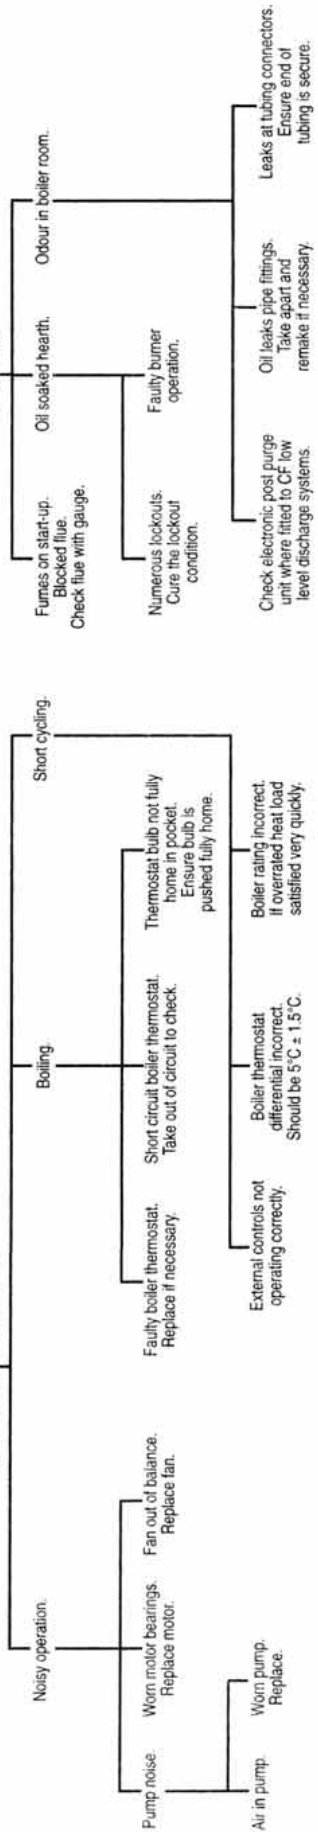 Noisy operation.
Boiling.
Short cycling.
Pump noise.
Worn motor bearings.
Replace motor.
Fan out of balance.
Replace fan.
Air in pump.
Worn pump.
Replace.
Faulty boiler thermostat.
Replace if necessary.
Short circuit boiler thermostat.
Take out of circuit to check.
Thermostat bulb not fully
home in pocket.
Ensure bulb is
pushed fully home.
External controls not
operating correctly.
Boiler thermostat
differential incorrect.
Should be 5°C ± 1.5°C.
Boiler rating incorrect.
If overrated heat load
satisfied very quickly.
Fumes on start-up.
Blocked flue.
Check flue with gauge.
Oil soaked hearth.
Odour in boiler room.
Numerous lockouts.
Cure the lockout
condition.
Faulty burner
operation.
Check electronic post purge
unit where fitted to CF low
level discharge systems.
Oil leaks pipe fittings.
Take apart and
remake if necessary.
Leaks at tubing connectors.
Ensure end of
tubing is secure.